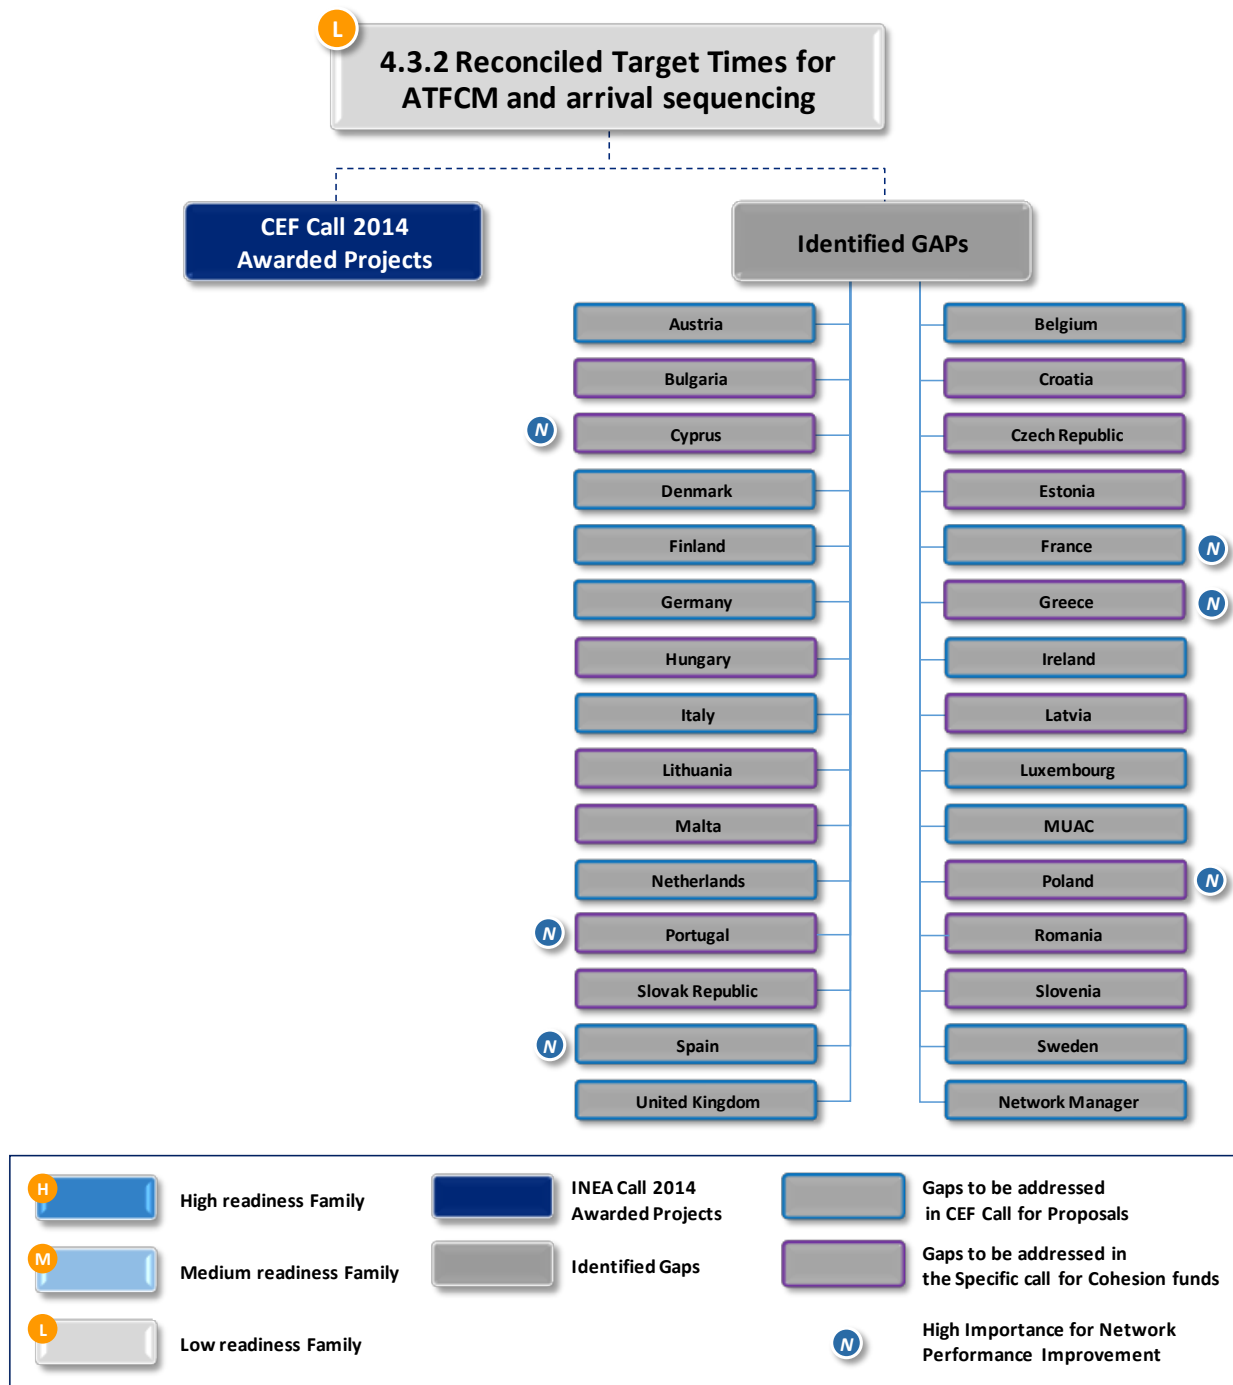 L
4.3.2 Reconciled Target Times for
ATFCM and arrival sequencing
CEF Call 2014
Awarded Projects
Identified GAPs
Austria
Belgium
Bulgaria
Croatia
N
Cyprus
Czech Republic
Denmark
Estonia
Finland
France
N
Germany
Greece
N
Hungary
Ireland
Italy
Latvia
Lithuania
Luxembourg
Malta
MUAC
Netherlands
Poland
N
N
Portugal
Romania
Slovak Republic
Slovenia
N
Spain
Sweden
United Kingdom
Network Manager
H
High readiness Family
M
Medium readiness Family
L
Low readiness Family
INEA Call 2014
Awarded Projects
Identified Gaps
Gaps to be addressed
in CEF Call for Proposals
Gaps to be addressed in
the Specific call for Cohesion funds
N
High Importance for Network
Performance Improvement